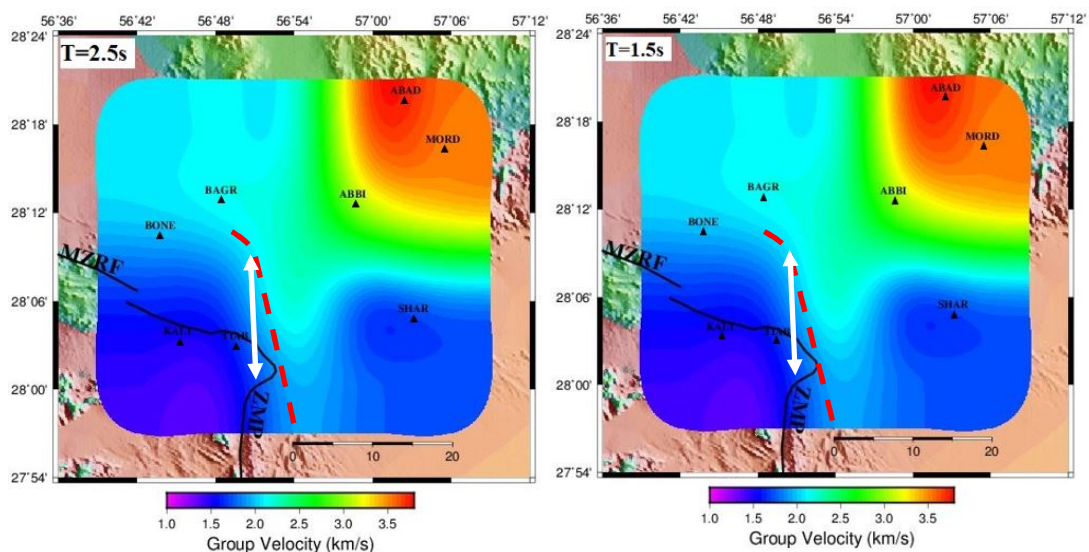 56°36' 56°42' 56°48' 56°54' 57°00' 57°06' 57°12'
28°24'
T=2.5s
28°18'
28°12'
28°06'
28°00'
27°54'
ABAD
MORD
BAGR
ABBI
BONE
MZRF
SHAR
KALI
TIAB
ZMP
0 10 20
1.0 1.5 2.0 2.5 3.0 3.5
Group Velocity (km/s)
56°36' 56°42' 56°48' 56°54' 57°00' 57°06' 57°12'
28°24'
T=1.5s
28°18'
28°12'
28°06'
28°00'
27°54'
ABAD
MORD
BAGR
ABBI
BONE
MZRF
SHAR
KALI
TIAB
ZMP
0 10 20
1.0 1.5 2.0 2.5 3.0 3.5
Group Velocity (km/s)